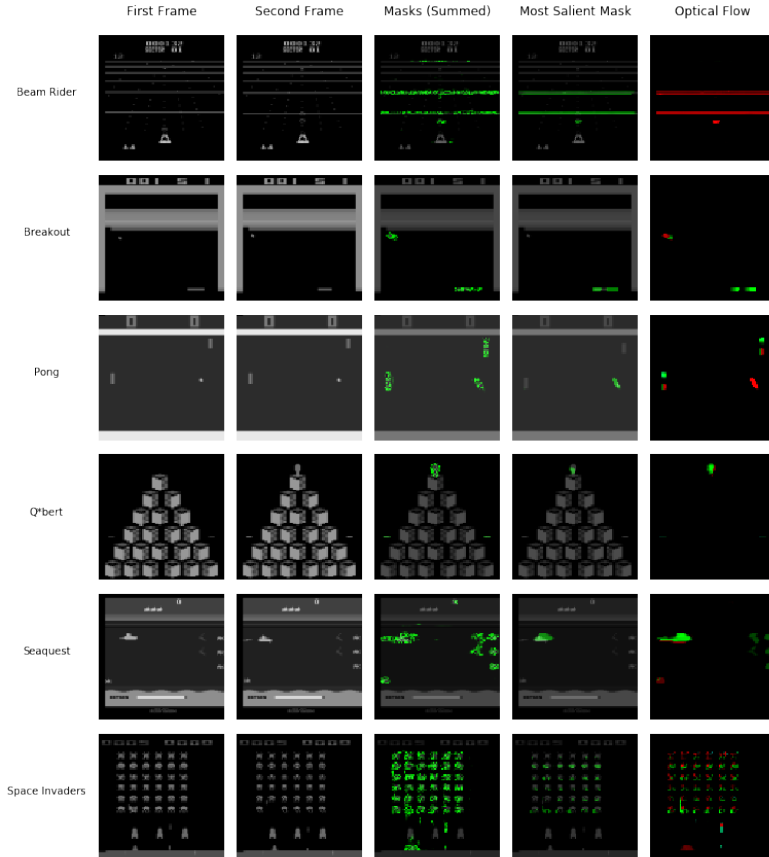 First Frame Second Frame Masks (Summed) Most Salient Mask Optical Flow
Beam Rider
Breakout
Pong
Q*bert
Seaquest
Space Invaders